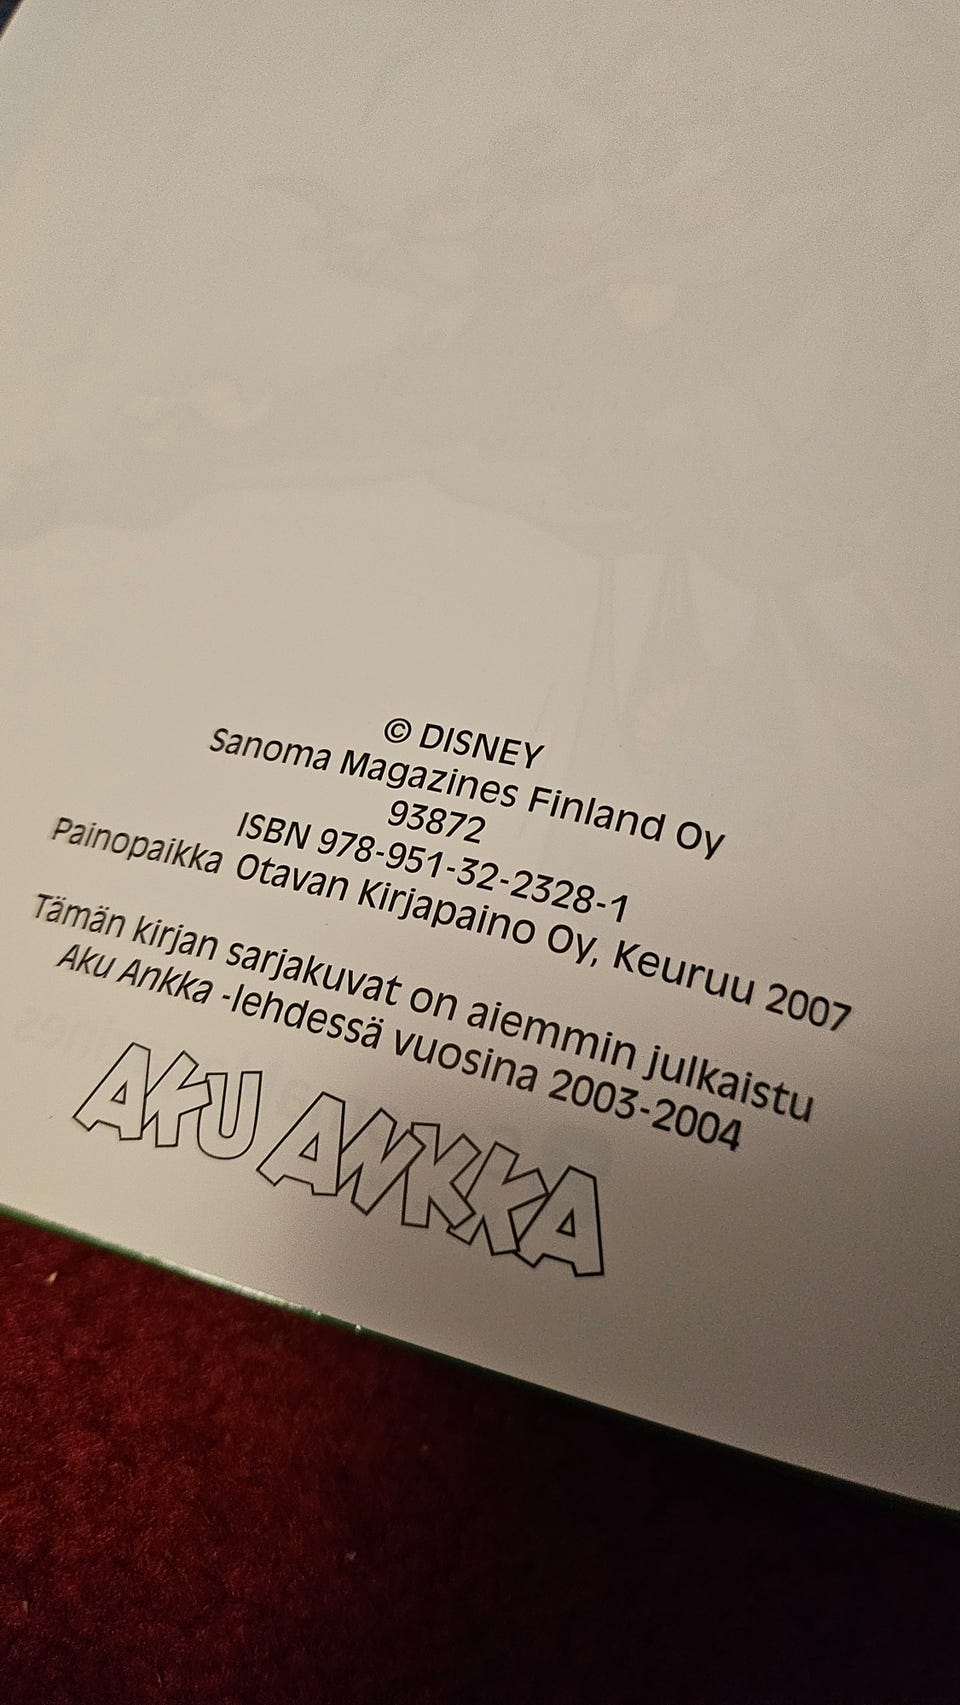 © DISNEY
Sanoma Magazines Finland Oy
93872
ISBN 978-951-32-2328-1
Painopaikka Otavan Kirjapaino Oy, Keuruu 2007
Tämän kirjan sarjakuvat on aiemmin julkaistu
Aku Ankka -lehdessä vuosina 2003-2004
AKU ANKKA